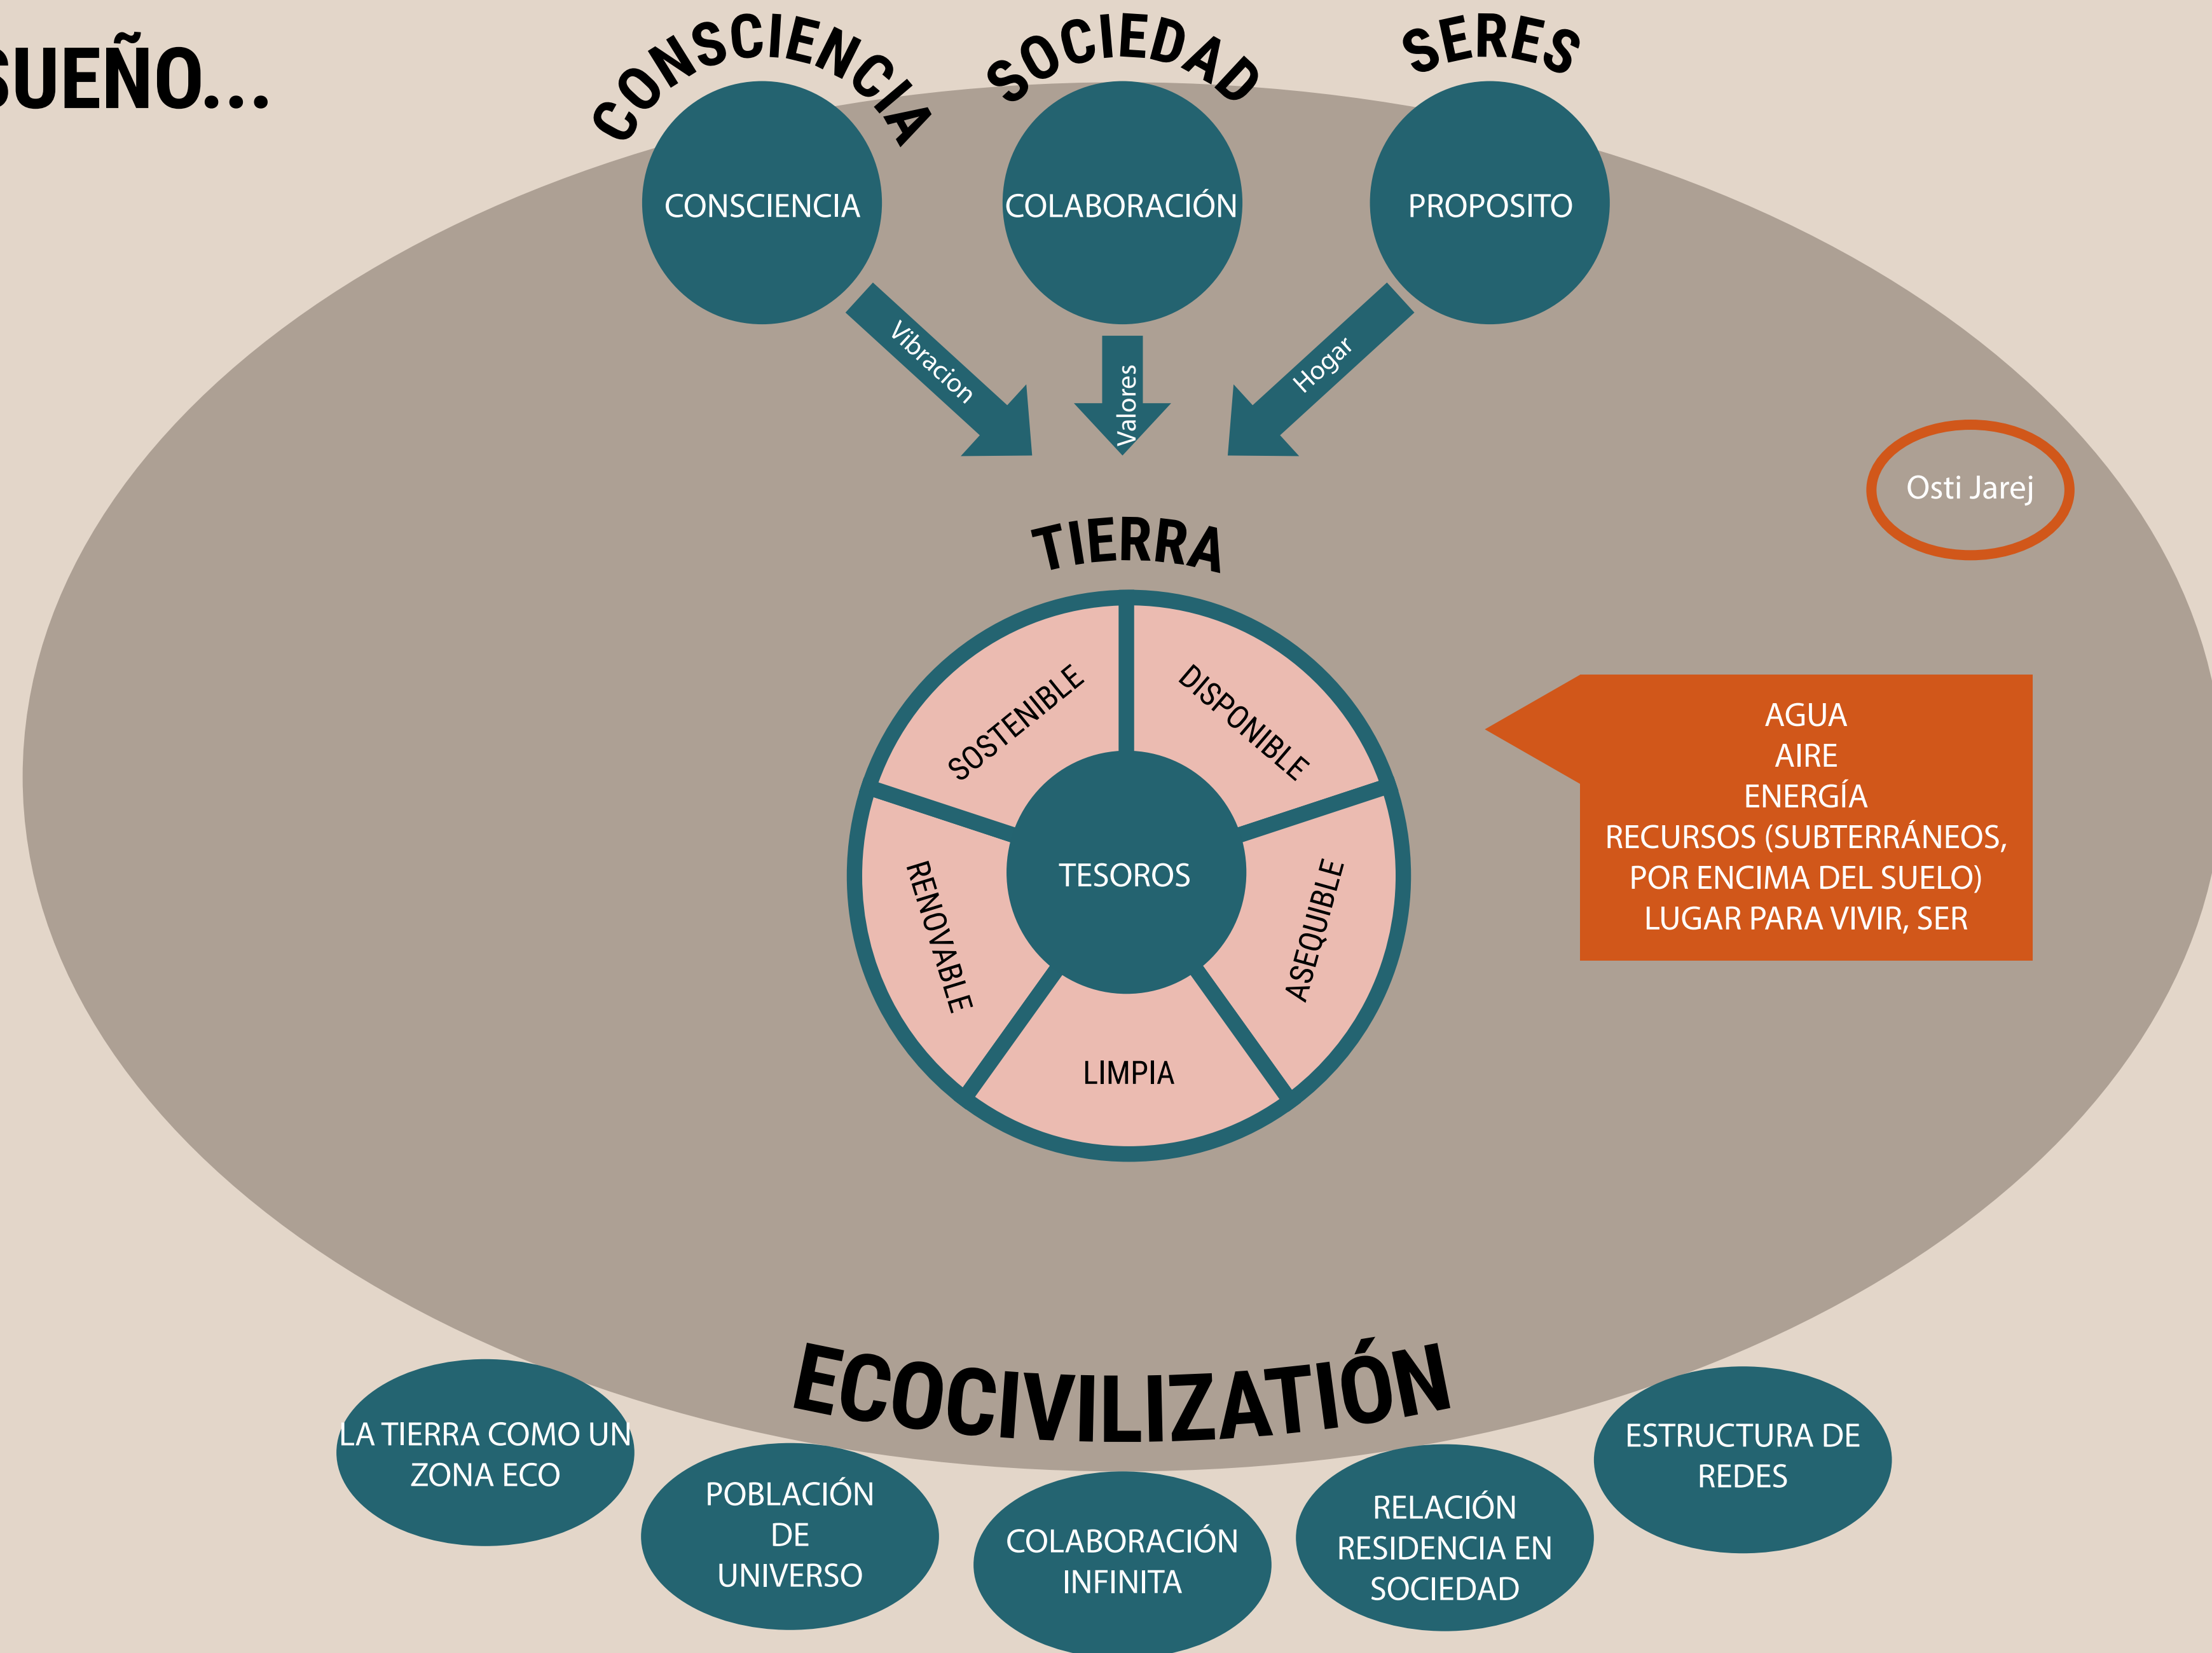 SUEÑO...
CONSCIENCIA
SOCIEDAD
SERES
CONSCIENCIA
COLABORACIÓN
PROPOSITO
Vibracion
Valores
Hogar
Osti Jarej
TIERRA
SOSTENIBLE
DISPONIBLE
RENOVABLE
TESOROS
ASEQUIBLE
LIMPIA
AGUA
AIRE
ENERGÍA
RECURSOS (SUBTERRÁNEOS,
POR ENCIMA DEL SUELO)
LUGAR PARA VIVIR, SER
ECOCIVILIZATIÓN
LA TIERRA COMO UN
ZONA ECO
POBLACIÓN
DE
UNIVERSO
COLABORACIÓN
INFINITA
RELACIÓN
RESIDENCIA EN
SOCIEDAD
ESTRUCTURA DE
REDES